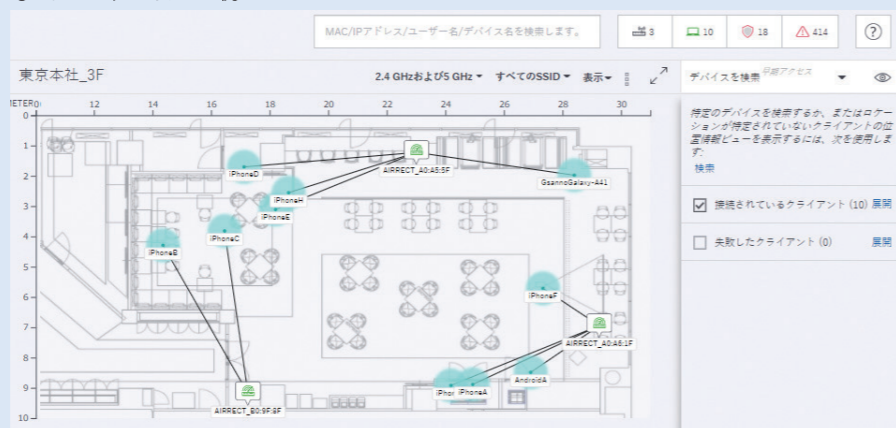 MAC/IPアドレス/ユーザー名/デバイス名を検索します。
3
10
18
414
?
東京本社_3F
2.4 GHzおよび5 GHz
すべてのSSID
表示
デバイスを検索 早期アクセス
METER0
12 14 16 18 20 22 24 26 28 30
0
1
2
3
4
5
6
7
8
9
10
iPhoneD
AIRRECT_A0:A5:5F
GsannoGalaxy-A41
iPhoneH
iPhoneE
iPhoneC
iPhoneB
iPhoneF
AIRRECT_A0:A6:1F
AndroidA
iPhor
iPhoneA
AIRRECT_B0:9F:8F
特定のデバイスを検索するか、またはロケー
ションが特定されていないクライアントの位
置情報ビューを表示するには、次を使用しま
す:
検索
接続されているクライアント (10) 展開
失敗したクライアント (0) 展開